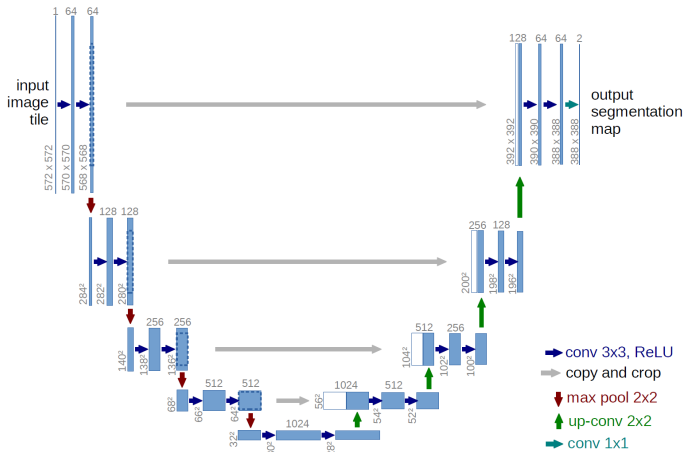 1 64 64
128 64 64 2
input
image
tile
output
segmentation
map
572 x 572
570 x 570
568 x 568
392 x 392
390 x 390
388 x 388
388 x 388
128 128
256 128
284²
282²
280²
200²
198²
196²
256 256
512 256
140²
138²
136²
104²
102²
100²
512 512
1024 512
68²
66²
64²
56²
54²
52²
1024
32²
conv 3x3, ReLU
copy and crop
max pool 2x2
up-conv 2x2
conv 1x1